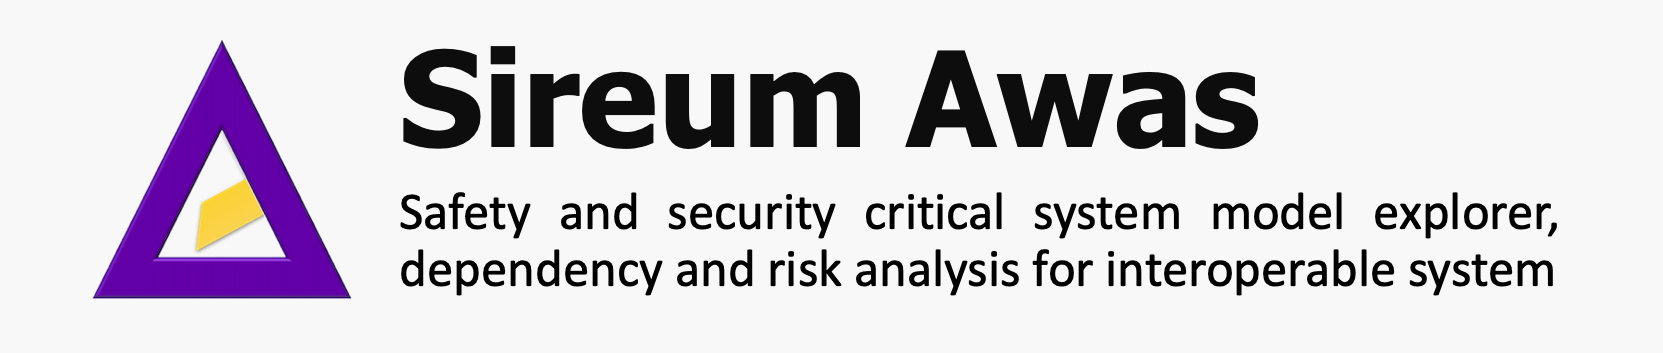 Sireum Awas
Safety and security critical system model explorer,
dependency and risk analysis for interoperable system